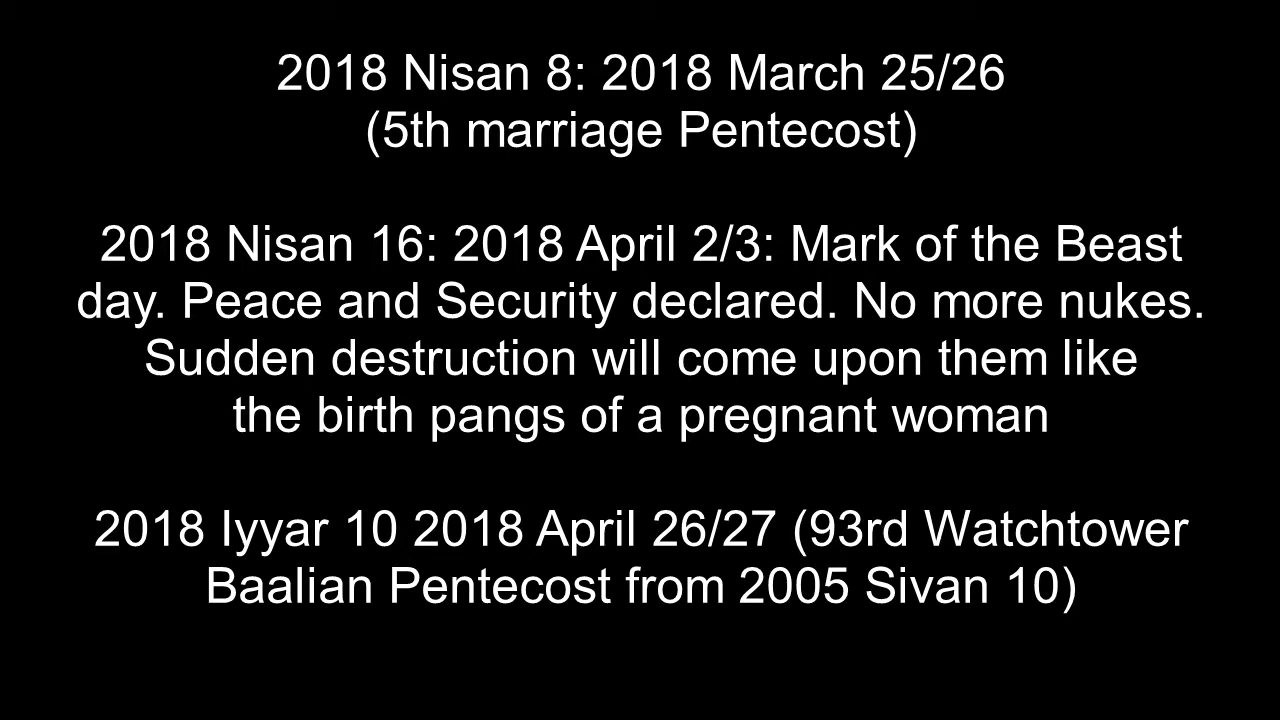 2018 Nisan 8: 2018 March 25/26
(5th marriage Pentecost)
2018 Nisan 16: 2018 April 2/3: Mark of the Beast
day. Peace and Security declared. No more nukes.
Sudden destruction will come upon them like
the birth pangs of a pregnant woman
2018 Iyyar 10 2018 April 26/27 (93rd Watchtower
Baalian Pentecost from 2005 Sivan 10)